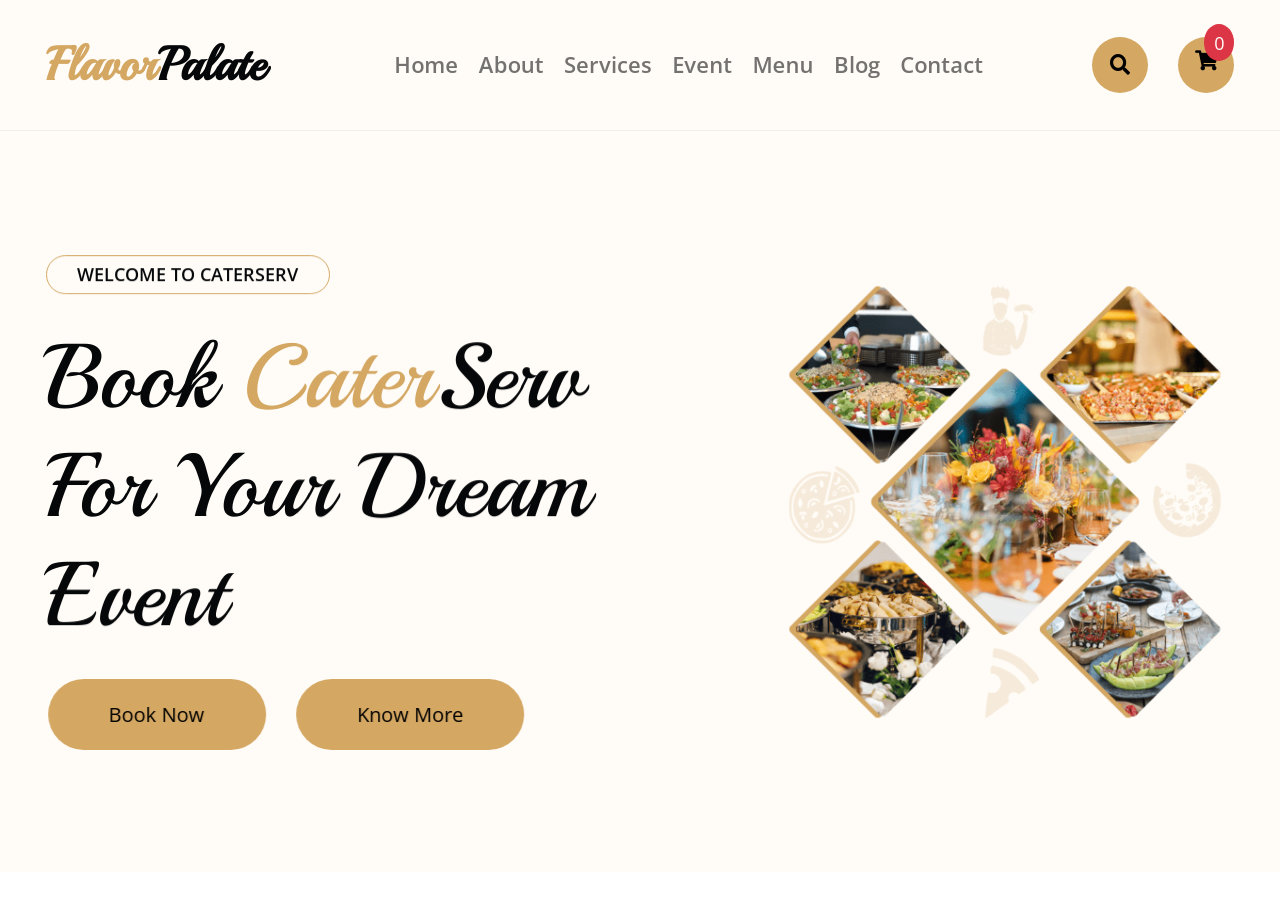 FlavorPalate
Home About Services Event Menu Blog Contact
0
WELCOME TO CATERSERV
Book CaterServ
For Your Dream
Event
Book Now
Know More